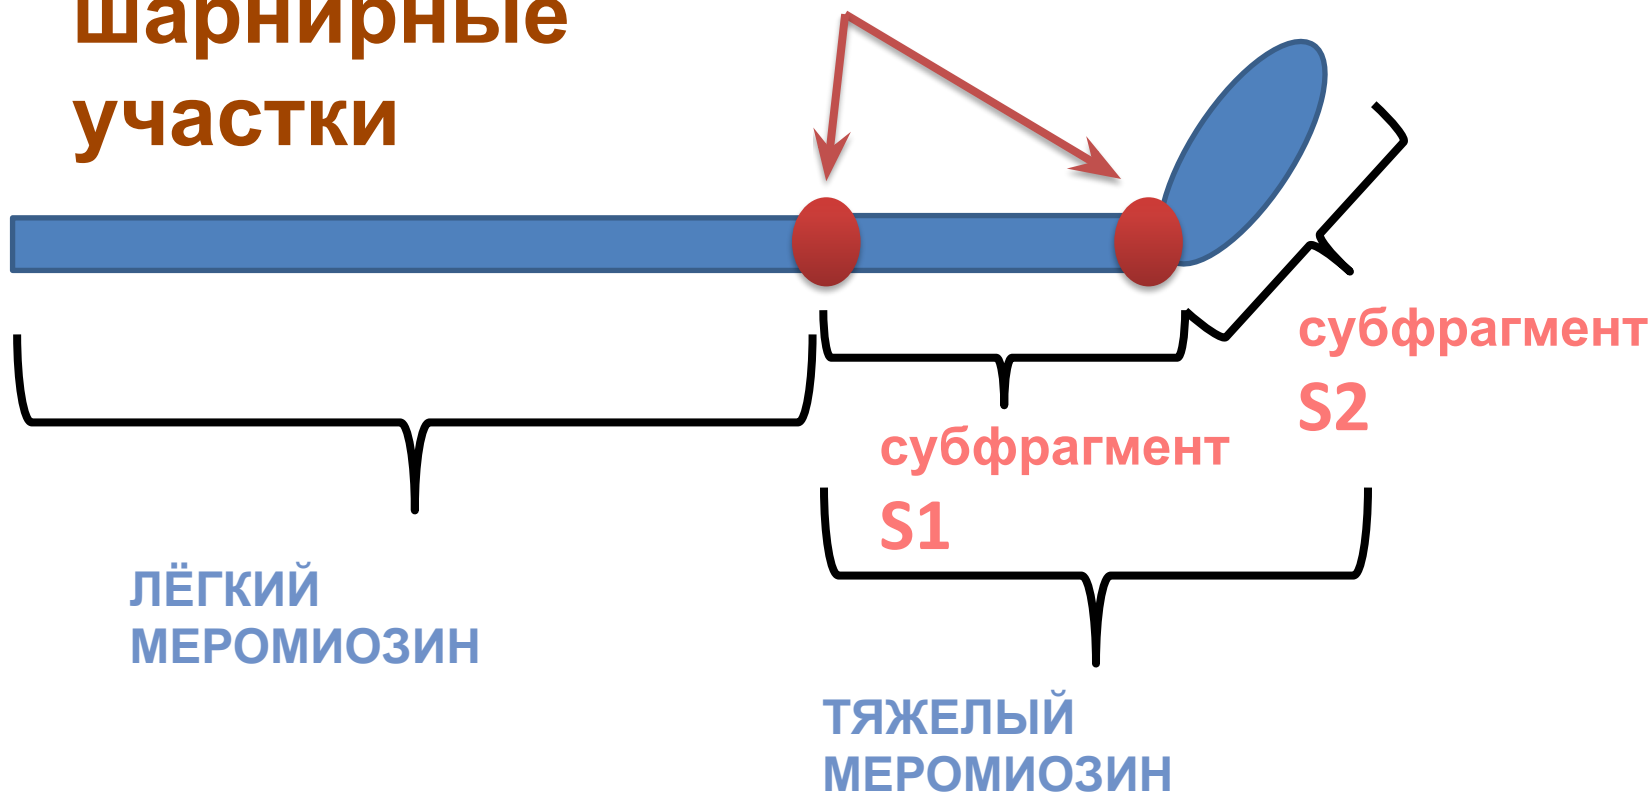 шарнирные
участки
субфрагмент
S2
субфрагмент
S1
ЛЁГКИЙ
МЕРОМИОЗИН
ТЯЖЕЛЫЙ
МЕРОМИОЗИН